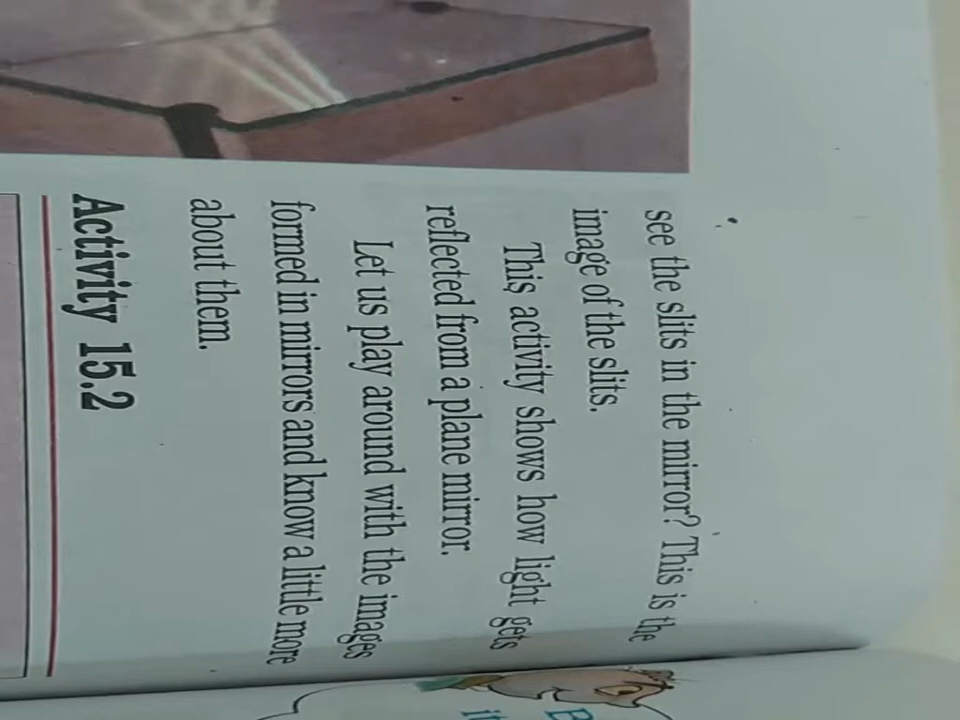 see the slits in the mirror? This is the
image of the slits.
This activity shows how light gets
reflected from a plane mirror.
Let us play around with the images
formed in mirrors and know a little more
about them.
Activity 15.2